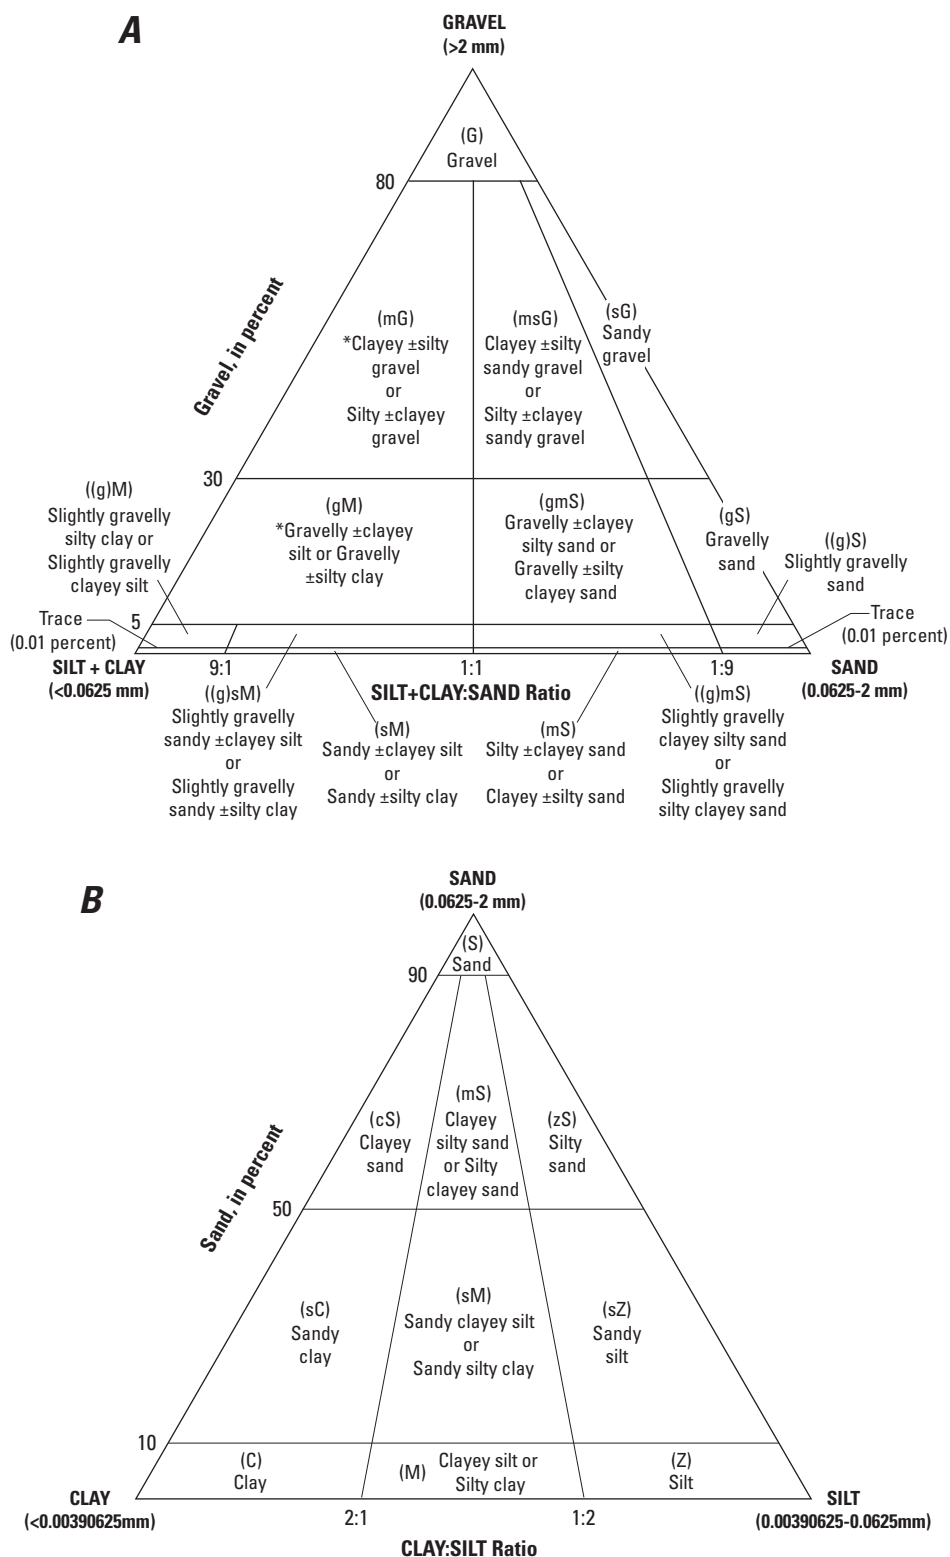 A
GRAVEL
(>2 mm)
(G)
Gravel
80
Gravel, in percent
(mG)
*Clayey ±silty
gravel
or
Silty ±clayey
gravel
(msG)
Clayey ±silty
sandy gravel
or
Silty ±clayey
sandy gravel
(sG)
Sandy
gravel
30
((g)M)
Slightly gravelly
silty clay or
Slightly gravelly
clayey silt
(gM)
*Gravelly ±clayey
silt or Gravelly
±silty clay
(gmS)
Gravelly ±clayey
silty sand or
Gravelly ±silty
clayey sand
(gS)
Gravelly
sand
((g)S)
Slightly gravelly
sand
5
Trace
(0.01 percent)
Trace
(0.01 percent)
SILT + CLAY
(<0.0625 mm)
9:1
1:1
1:9
SAND
(0.0625-2 mm)
SILT+CLAY:SAND Ratio
((g)sM)
Slightly gravelly
sandy ±clayey silt
or
Slightly gravelly
sandy ±silty clay
(sM)
Sandy ±clayey silt
or
Sandy ±silty clay
(mS)
Silty ±clayey sand
or
Clayey ±silty sand
((g)mS)
Slightly gravelly
clayey silty sand
or
Slightly gravelly
silty clayey sand
B
SAND
(0.0625-2 mm)
(S)
Sand
90
Sand, in percent
(cS)
Clayey
sand
(mS)
Clayey
silty sand
or Silty
clayey sand
(zS)
Silty
sand
50
(sC)
Sandy
clay
(sM)
Sandy clayey silt
or
Sandy silty clay
(sZ)
Sandy
silt
10
(C)
Clay
(M)
Clayey silt or
Silty clay
(Z)
Silt
CLAY
(<0.00390625mm)
2:1
1:2
SILT
(0.00390625-0.0625mm)
CLAY:SILT Ratio